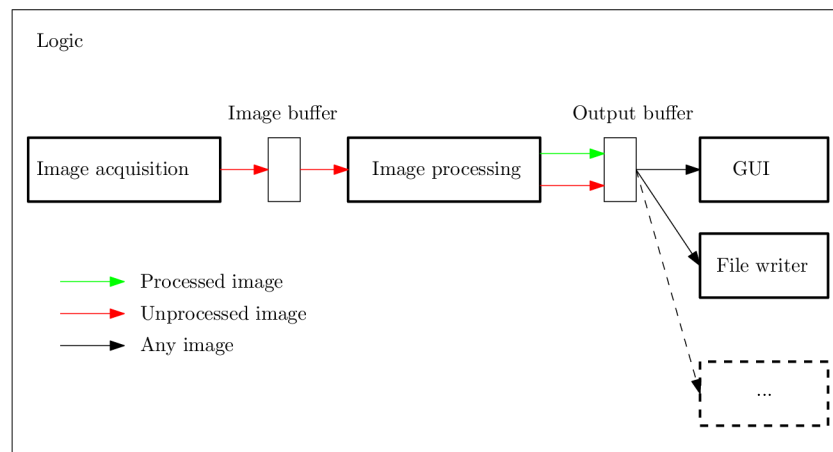 Logic
Image buffer
Output buffer
Image acquisition
Image processing
GUI
File writer
Processed image
Unprocessed image
Any image
...